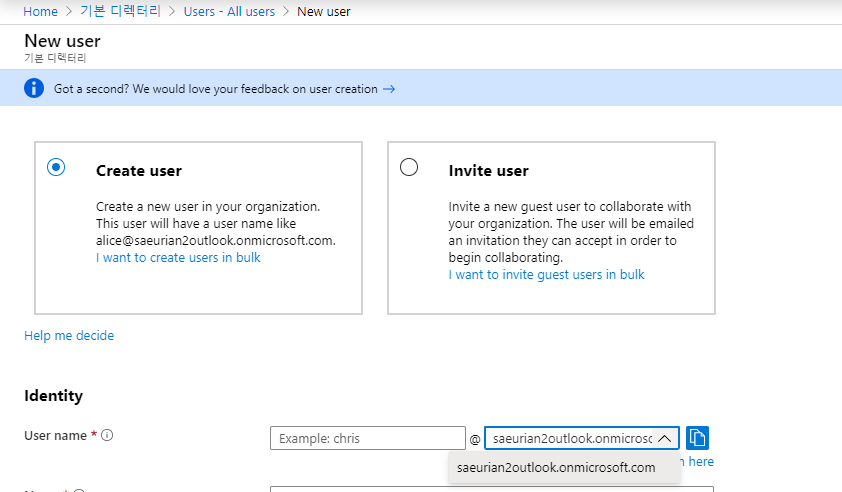 Home > 기본 디렉터리 > Users - All users > New user
New user
기본 디렉터리
Got a second? We would love your feedback on user creation →
Create user
Create a new user in your organization.
This user will have a user name like
alice@saeurian2outlook.onmicrosoft.com.
I want to create users in bulk
Invite user
Invite a new guest user to collaborate with
your organization. The user will be emailed
an invitation they can accept in order to
begin collaborating.
I want to invite guest users in bulk
Help me decide
Identity
User name *
Example: chris @ saeurian2outlook.onmicrosc
here
saeurian2outlook.onmicrosoft.com